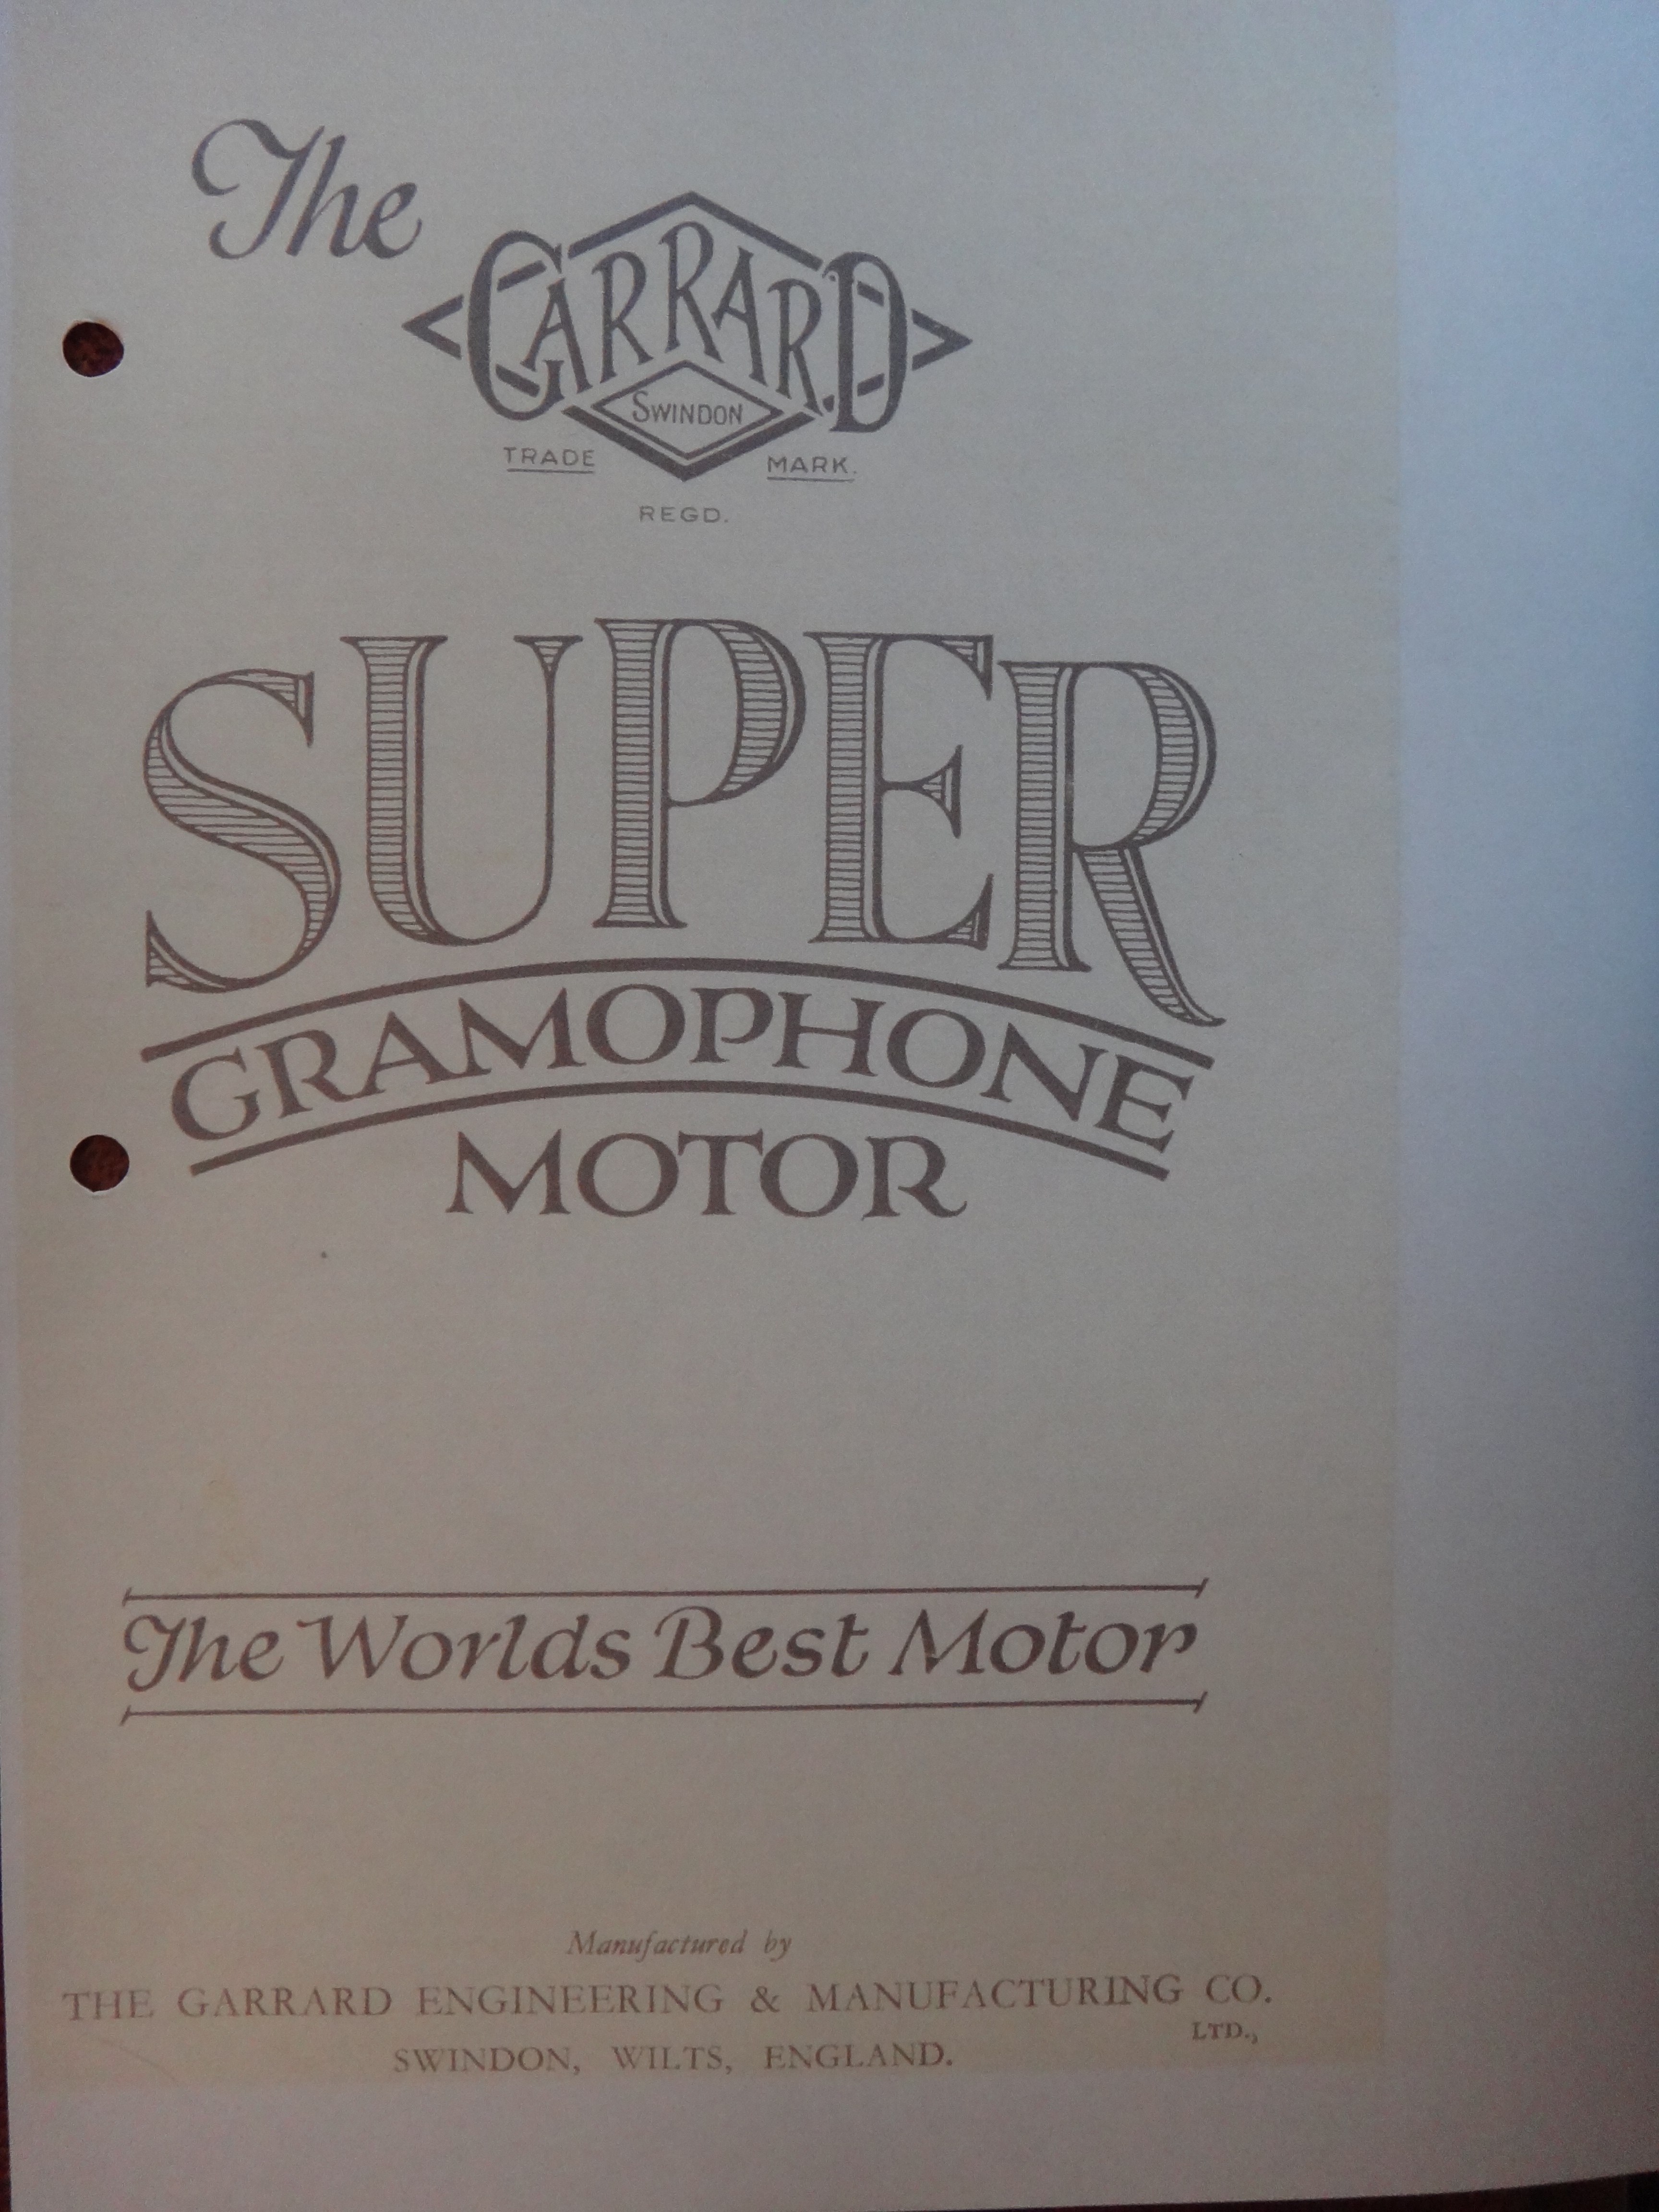 The
GARRARD
SWINDON
TRADE MARK.
REGD.
SUPER
GRAMOPHONE
MOTOR
The Worlds Best Motor
Manufactured by
THE GARRARD ENGINEERING & MANUFACTURING CO.
LTD.,
SWINDON, WILTS, ENGLAND.